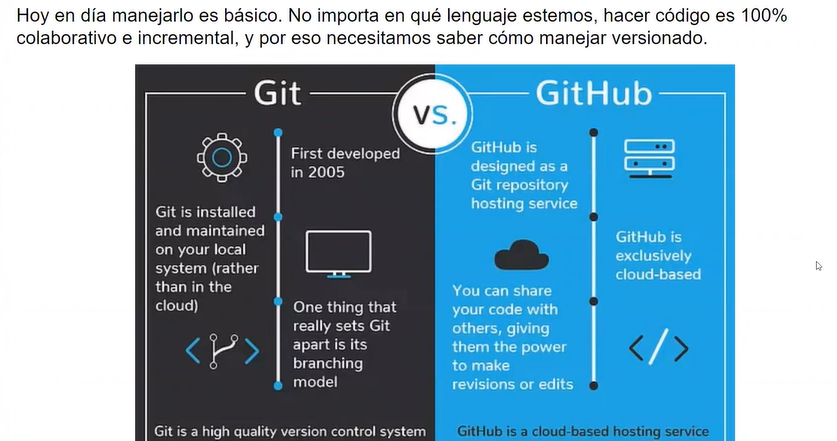 Hoy en día manejarlo es básico. No importa en qué lenguaje estemos, hacer código es 100%
colaborativo e incremental, y por eso necesitamos saber cómo manejar versionado.
Git
vs.
GitHub
First developed
in 2005
Git is installed
and maintained
on your local
system (rather
than in the
cloud)
One thing that
really sets Git
apart is its
branching
model
Git is a high quality version control system
GitHub is
designed as a
Git repository
hosting service
GitHub is
exclusively
cloud-based
You can share
your code with
others, giving
them the power
to make
revisions or edits
GitHub is a cloud-based hosting service